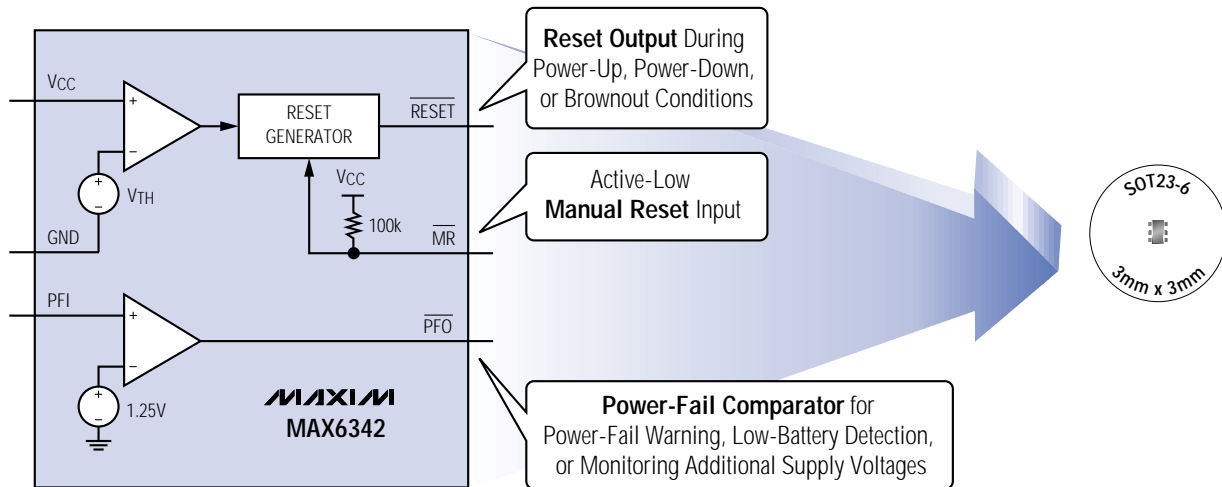 VCC
+
−
+
−
VTH
GND
RESET
GENERATOR
RESET
VCC
100k
MR
PFI
+
−
+
−
1.25V
PFO
MAXIM
MAX6342
Reset Output During
Power-Up, Power-Down,
or Brownout Conditions
Active-Low
Manual Reset Input
Power-Fail Comparator for
Power-Fail Warning, Low-Battery Detection,
or Monitoring Additional Supply Voltages
SOT23-6
3mm x 3mm